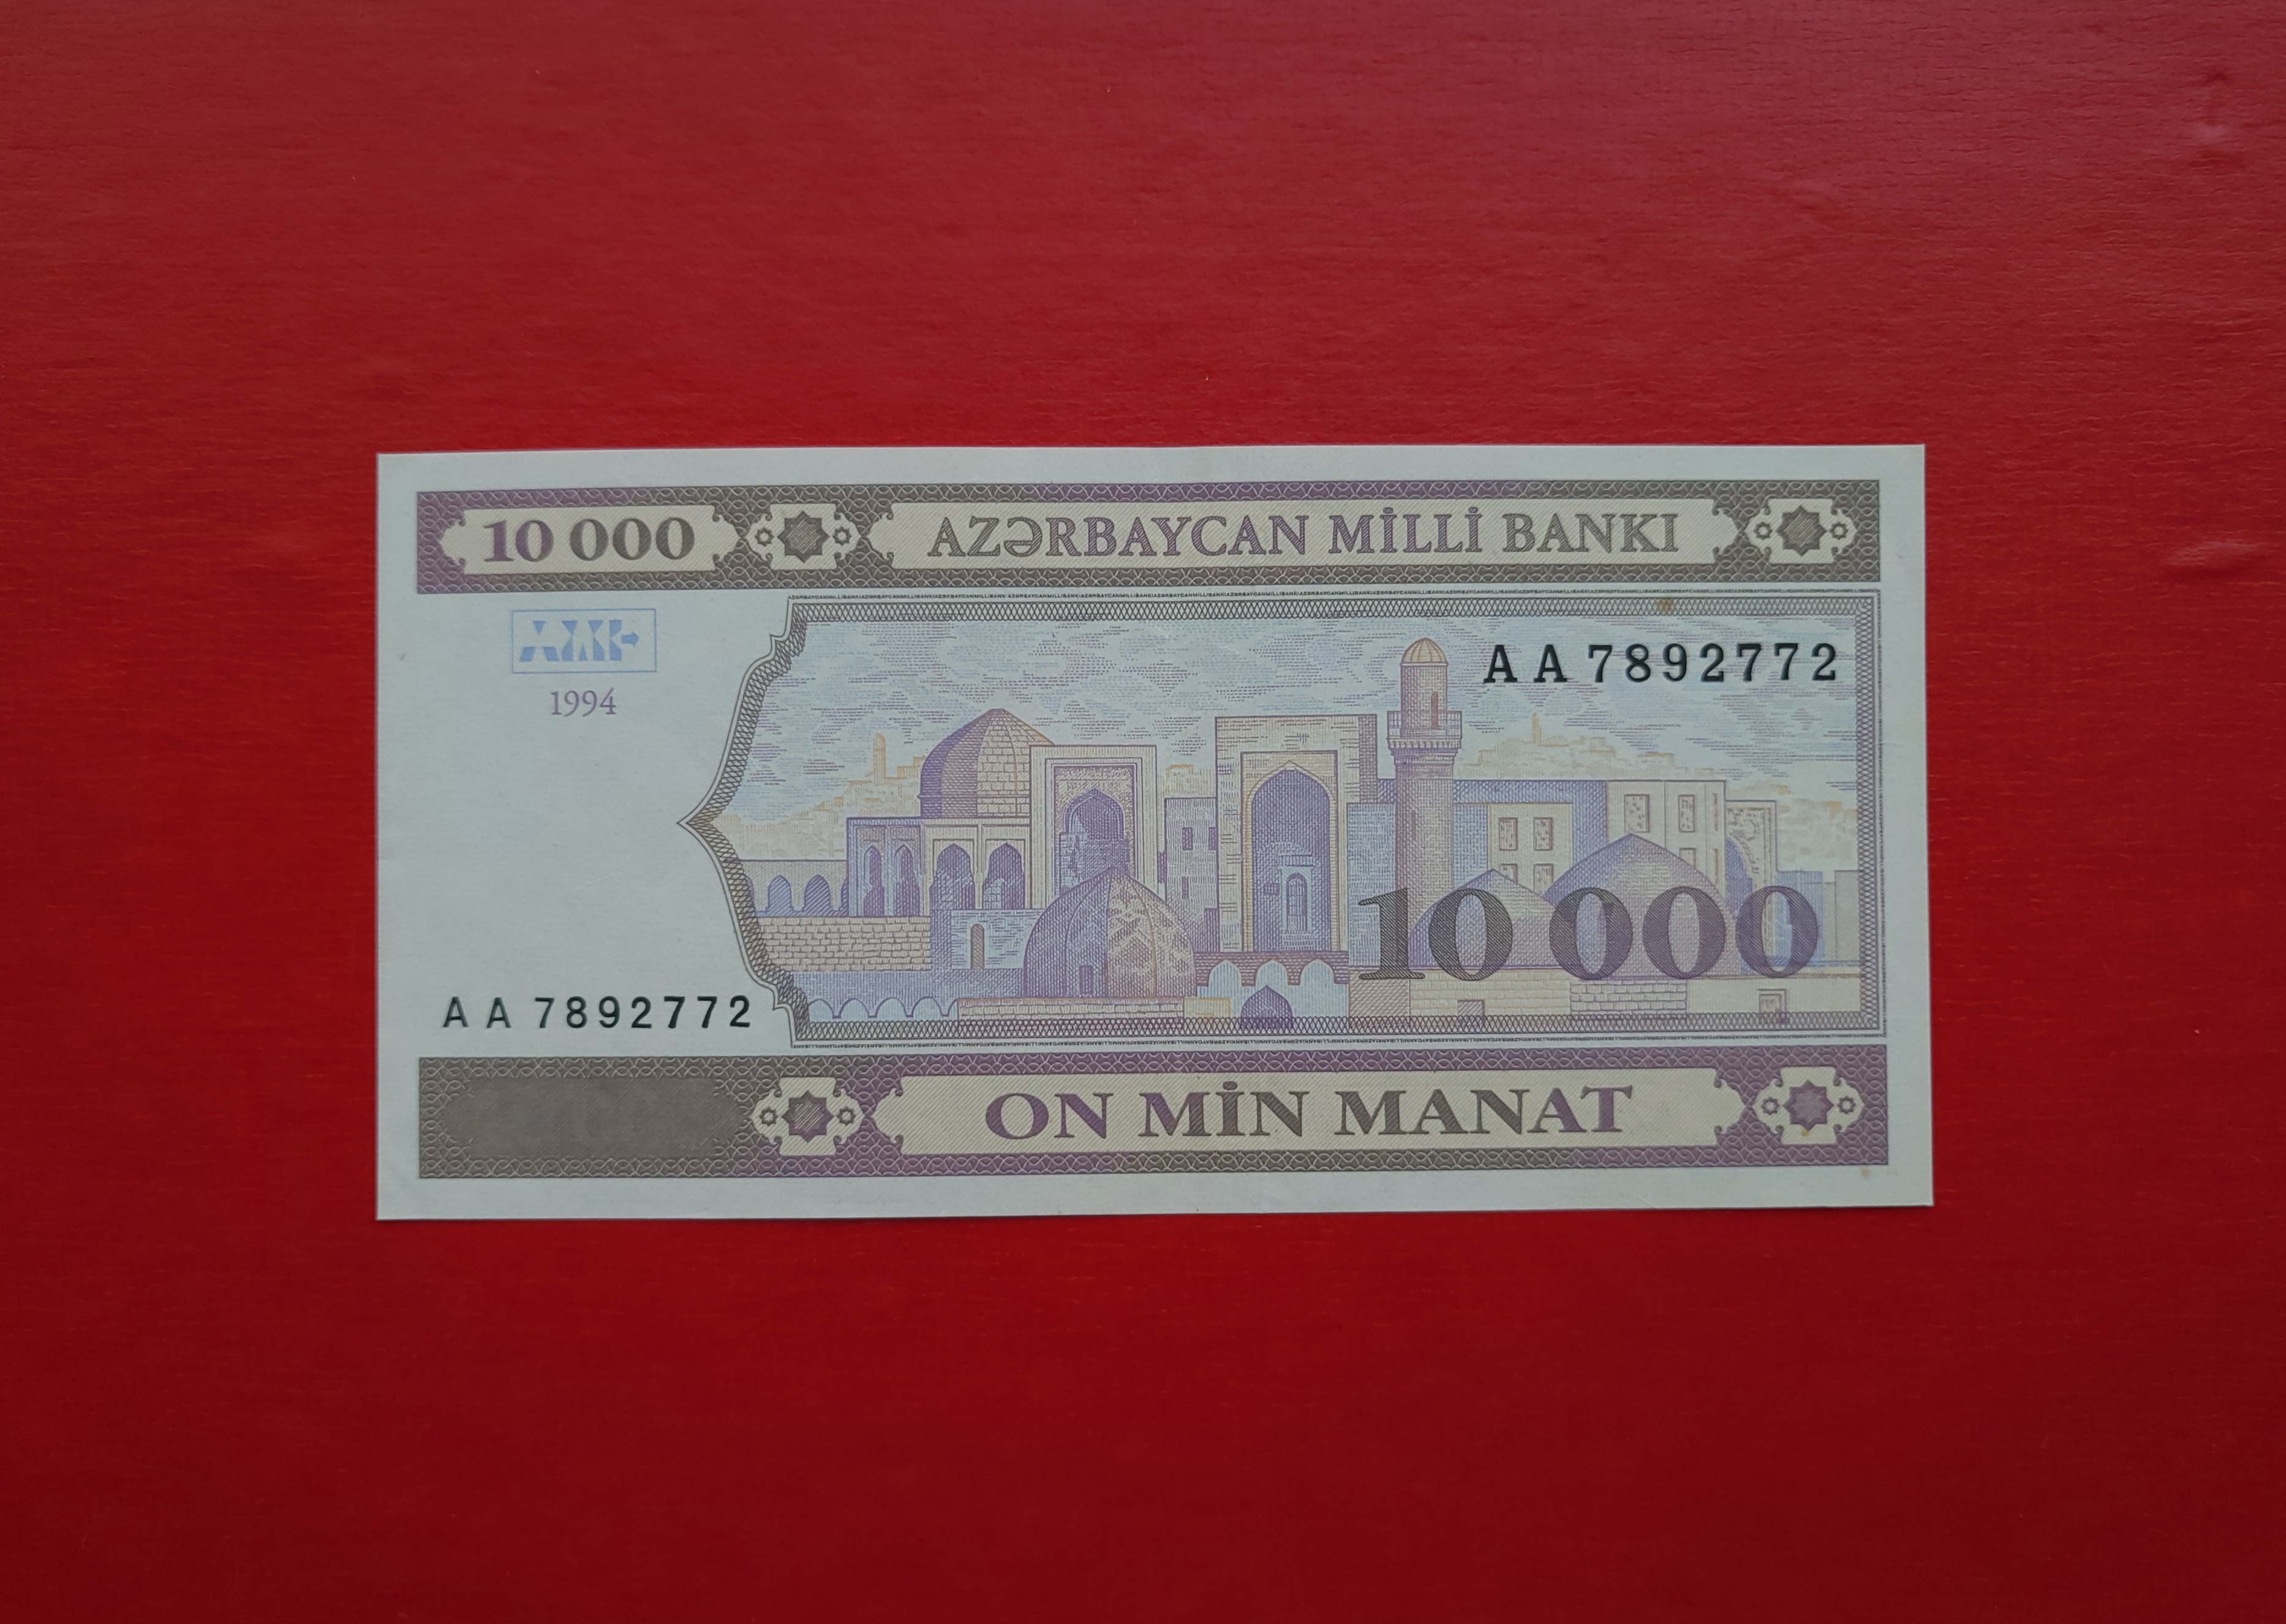 10 000
AZƏRBAYCAN MİLLİ BANKI
AMB
1994
AA 7892772
10 000
AA 7892772
ON MİN MANAT